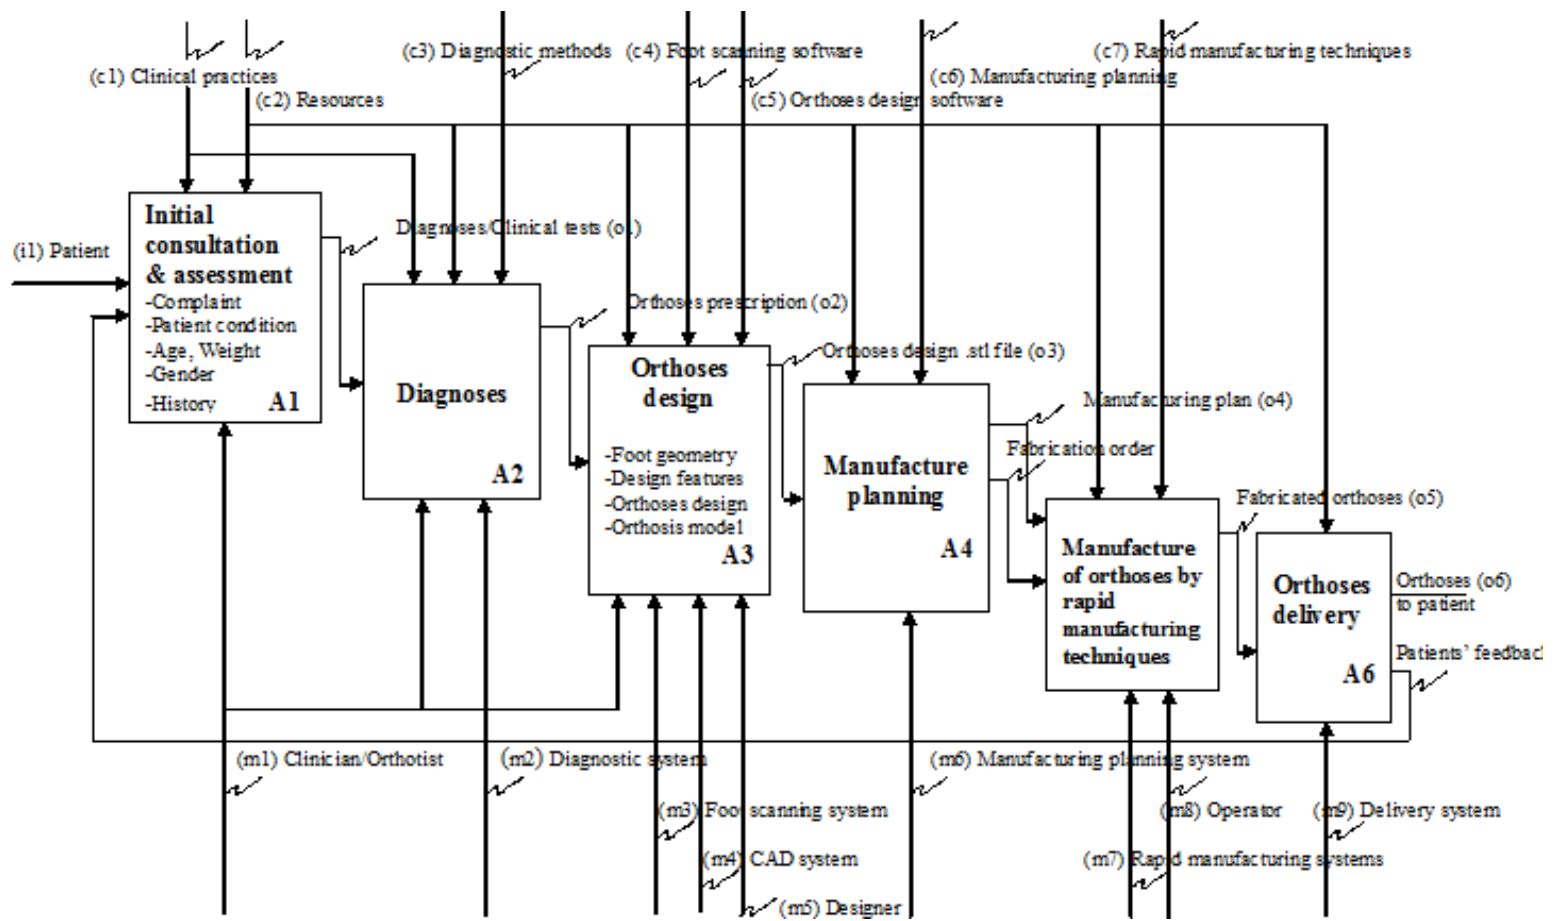 (c3) Diagnostic methods
(c4) Foot scanning software
(c7) Rapid manufacturing techniques
(c1) Clinical practices
(c6) Manufacturing planning
(c2) Resources
(c5) Orthoses design software
Initial
consultation
& assessment
-Complaint
-Patient condition
-Age, Weight
-Gender
-History
A1
(i1) Patient
Diagnoses/Clinical tests (o1)
Diagnoses
A2
Orthoses prescription (o2)
Orthoses
design
-Foot geometry
-Design features
-Orthoses design
-Orthosis model
A3
Orthoses design .stl file (o3)
Manufacture
planning
A4
Manufacturing plan (o4)
Fabrication order
Manufacture
of orthoses by
rapid
manufacturing
techniques
Fabricated orthoses (o5)
Orthoses
delivery
A6
Orthoses (o6)
to patient
Patients' feedback
(m1) Clinician/Orthotist
(m2) Diagnostic system
(m6) Manufacturing planning system
(m3) Foot scanning system
(m8) Operator
(m9) Delivery system
(m4) CAD system
(m7) Rapid manufacturing systems
(m5) Designer